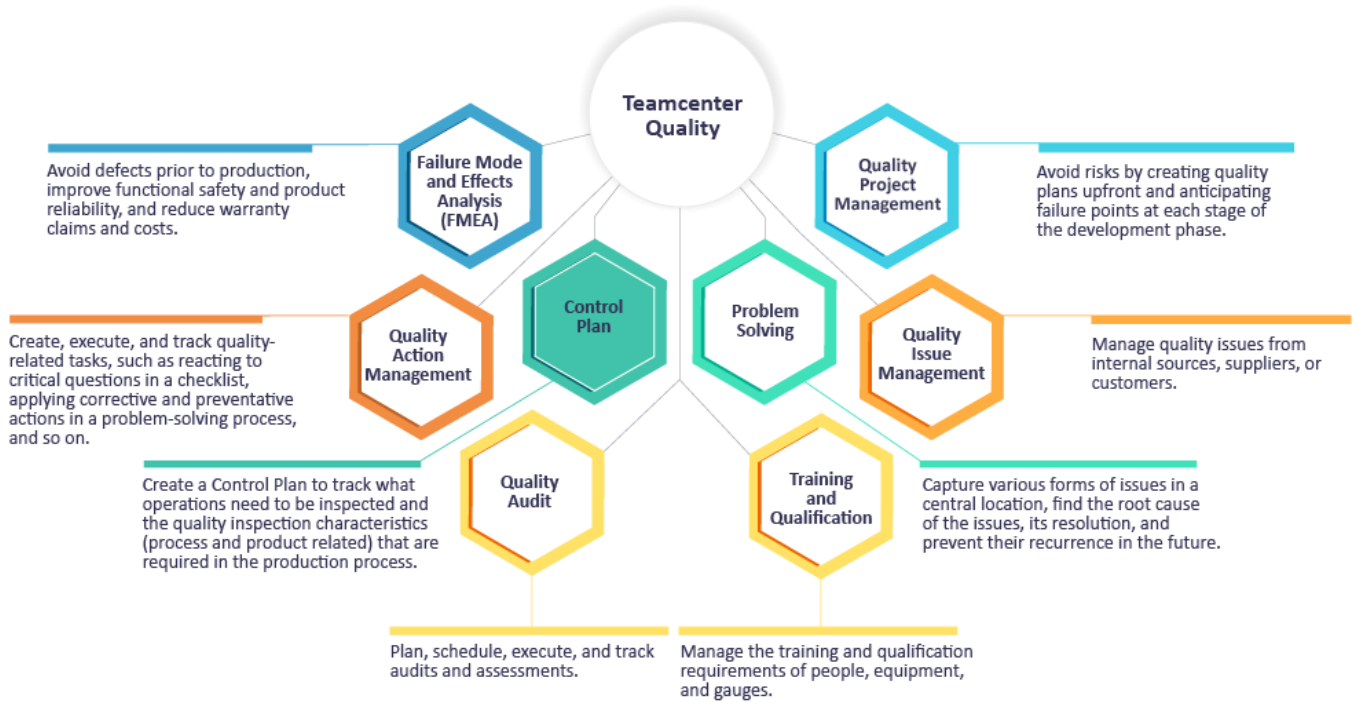 Teamcenter
Quality
Failure Mode
and Effects
Analysis
(FMEA)
Avoid defects prior to production,
improve functional safety and product
reliability, and reduce warranty
claims and costs.
Quality
Project
Management
Avoid risks by creating quality
plans upfront and anticipating
failure points at each stage of
the development phase.
Quality
Action
Management
Create, execute, and track quality-
related tasks, such as reacting to
critical questions in a checklist,
applying corrective and preventative
actions in a problem-solving process,
and so on.
Control
Plan
Create a Control Plan to track what
operations need to be inspected and
the quality inspection characteristics
(process and product related) that are
required in the production process.
Problem
Solving
Capture various forms of issues in a
central location, find the root cause
of the issues, its resolution, and
prevent their recurrence in the future.
Quality
Issue
Management
Manage quality issues from
internal sources, suppliers, or
customers.
Quality
Audit
Plan, schedule, execute, and track
audits and assessments.
Training
and
Qualification
Manage the training and qualification
requirements of people, equipment,
and gauges.